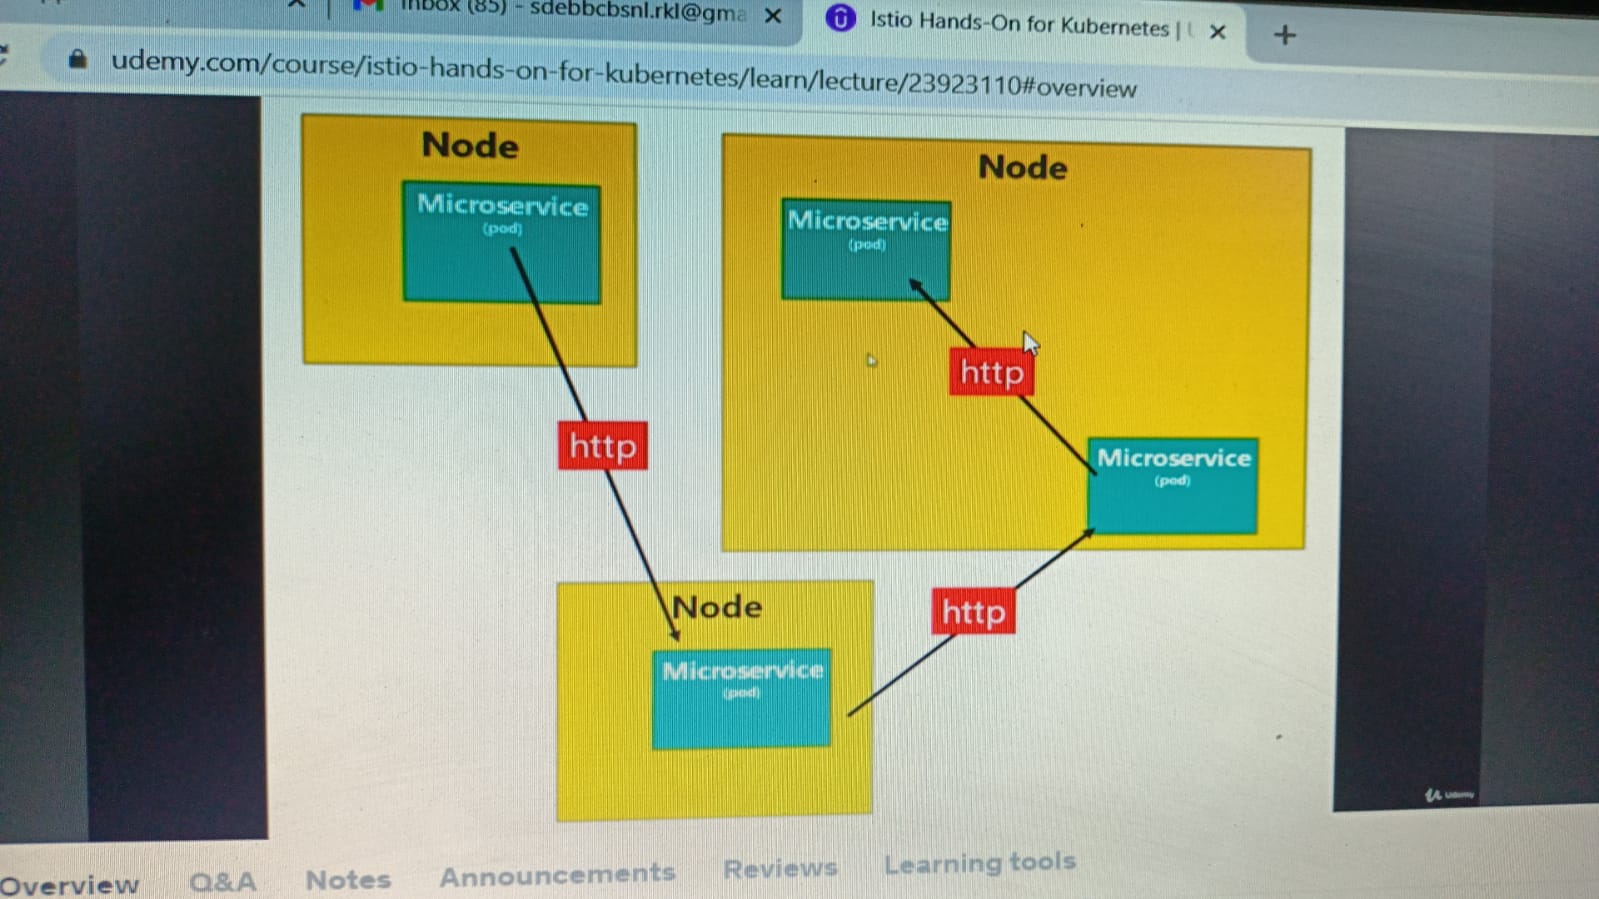 Inbox (85) - sdebbcbsnl.rkl@gma
Istio Hands-On for Kubernetes |
udemy.com/course/istio-hands-on-for-kubernetes/learn/lecture/23923110#overview
Node
Microservice
(pod)
Node
Microservice
(pod)
http
http
Microservice
(pod)
Node
http
Microservice
(pod)
Udemy
Overview Q&A Notes Announcements Reviews Learning tools